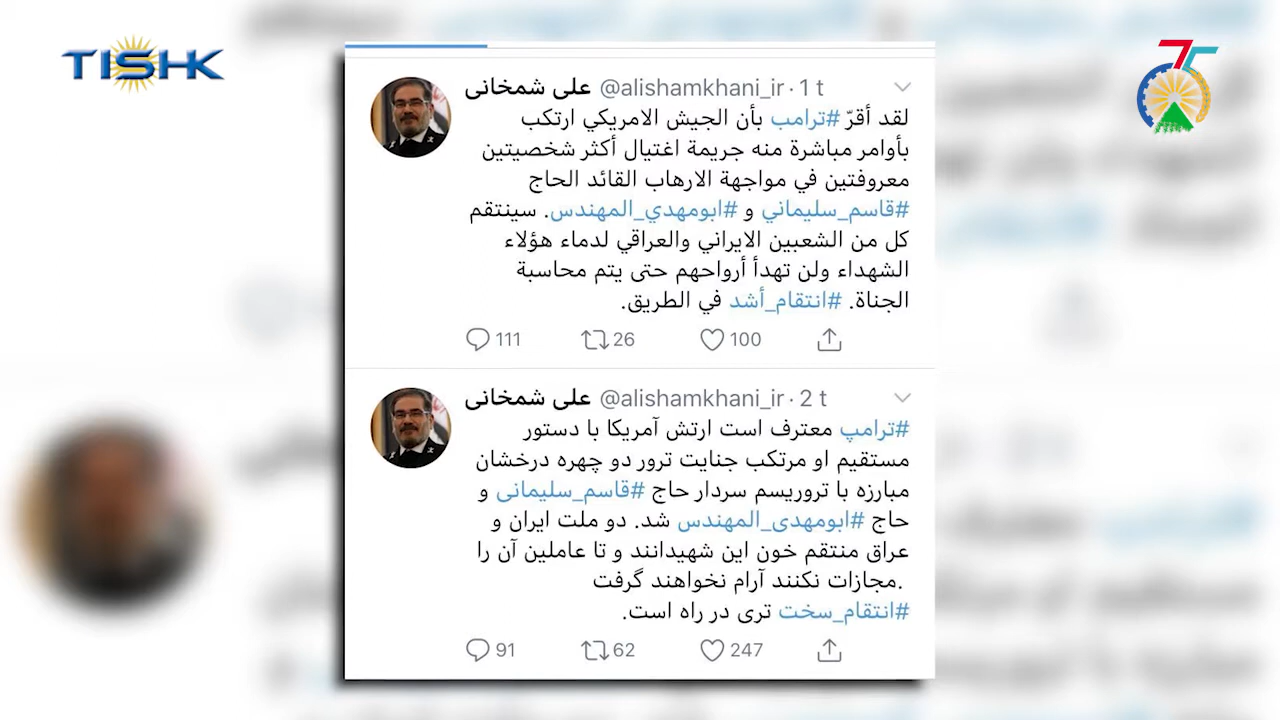 TISHK
75
علی شمخانی @alishamkhani_ir · 1 t
لقد أقرّ #ترامب بأن الجيش الامريكي ارتكب
بأوامر مباشرة منه جريمة اغتيال أكثر شخصيتين
معروفتين في مواجهة الارهاب القائد الحاج
#قاسم_سليماني و #ابومهدي_المهندس. سينتقم
كل من الشعبين الايراني والعراقي لدماء هؤلاء
الشهداء ولن تهدأ أرواحهم حتى يتم محاسبة
الجناة. #انتقام_أشد في الطريق.
111 26 100
علی شمخانی @alishamkhani_ir · 2 t
#ترامپ معترف است ارتش آمریکا با دستور
مستقیم او مرتکب جنایت ترور دو چهره درخشان
مبارزه با تروریسم سردار حاج #قاسم_سلیمانی و
حاج #ابومهدی_المهندس شد. دو ملت ایران و
عراق منتقم خون این شهیدانند و تا عاملین آن را
.مجازات نکنند آرام نخواهند گرفت
#انتقام_سخت تری در راه است.
91 62 247